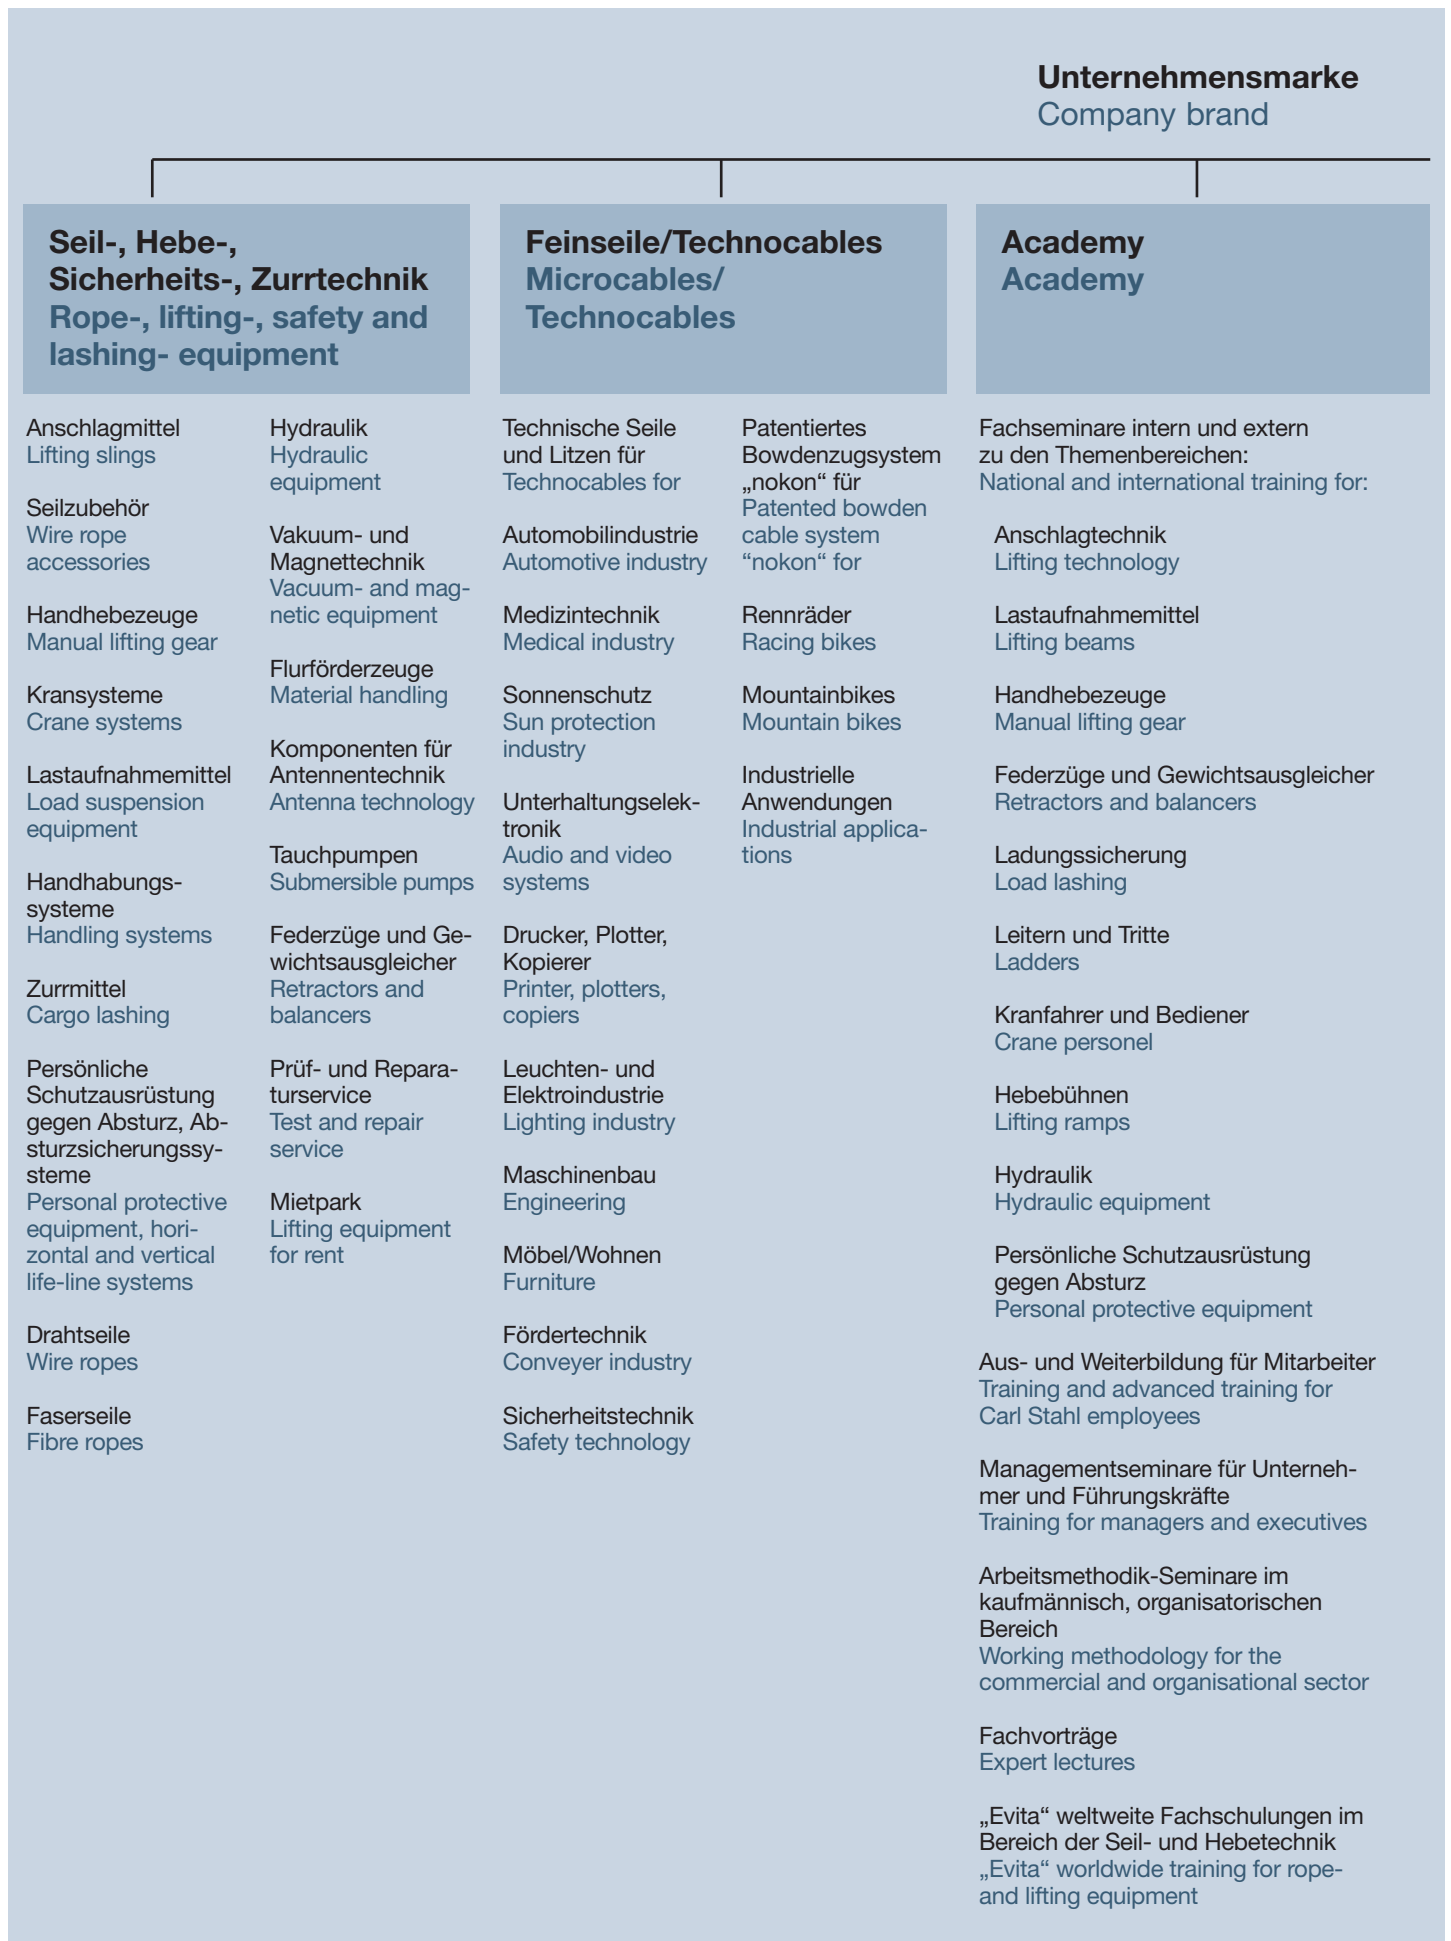 Unternehmensmarke
Company brand
Seil-, Hebe-,
Sicherheits-, Zurrtechnik
Rope-, lifting-, safety and
lashing- equipment
Anschlagmittel
Lifting slings
Seilzubehör
Wire rope
accessories
Handhebezeuge
Manual lifting gear
Kransysteme
Crane systems
Lastaufnahmemittel
Load suspension
equipment
Handhabungs-
systeme
Handling systems
Zurrmittel
Cargo lashing
Persönliche
Schutzausrüstung
gegen Absturz, Ab-
sturzsicherungssy-
steme
Personal protective
equipment, hori-
zontal and vertical
life-line systems
Drahtseile
Wire ropes
Faserseile
Fibre ropes
Hydraulik
Hydraulic
equipment
Vakuum- und
Magnettechnik
Vacuum- and mag-
netic equipment
Flurförderzeuge
Material handling
Komponenten für
Antennentechnik
Antenna technology
Tauchpumpen
Submersible pumps
Federzüge und Ge-
wichtsausgleicher
Retractors and
balancers
Prüf- und Repara-
turservice
Test and repair
service
Mietpark
Lifting equipment
for rent
Feinseile/Technocables
Microcables/
Technocables
Technische Seile
und Litzen für
Technocables for
Automobilindustrie
Automotive industry
Medizintechnik
Medical industry
Sonnenschutz
Sun protection
industry
Unterhaltungselek-
tronik
Audio and video
systems
Drucker, Plotter,
Kopierer
Printer, plotters,
copiers
Leuchten- und
Elektroindustrie
Lighting industry
Maschinenbau
Engineering
Möbel/Wohnen
Furniture
Fördertechnik
Conveyer industry
Sicherheitstechnik
Safety technology
Patentiertes
Bowdenzugsystem
„nokon“ für
Patented bowden
cable system
“nokon“ for
Rennräder
Racing bikes
Mountainbikes
Mountain bikes
Industrielle
Anwendungen
Industrial applica-
tions
Academy
Academy
Fachseminare intern und extern
zu den Themenbereichen:
National and international training for:
Anschlagtechnik
Lifting technology
Lastaufnahmemittel
Lifting beams
Handhebezeuge
Manual lifting gear
Federzüge und Gewichtsausgleicher
Retractors and balancers
Ladungssicherung
Load lashing
Leitern und Tritte
Ladders
Kranfahrer und Bediener
Crane personel
Hebebühnen
Lifting ramps
Hydraulik
Hydraulic equipment
Persönliche Schutzausrüstung
gegen Absturz
Personal protective equipment
Aus- und Weiterbildung für Mitarbeiter
Training and advanced training for
Carl Stahl employees
Managementseminare für Unterneh-
mer und Führungskräfte
Training for managers and executives
Arbeitsmethodik-Seminare im
kaufmännisch, organisatorischen
Bereich
Working methodology for the
commercial and organisational sector
Fachvorträge
Expert lectures
„Evita“ weltweite Fachschulungen im
Bereich der Seil- und Hebetechnik
„Evita“ worldwide training for rope-
and lifting equipment